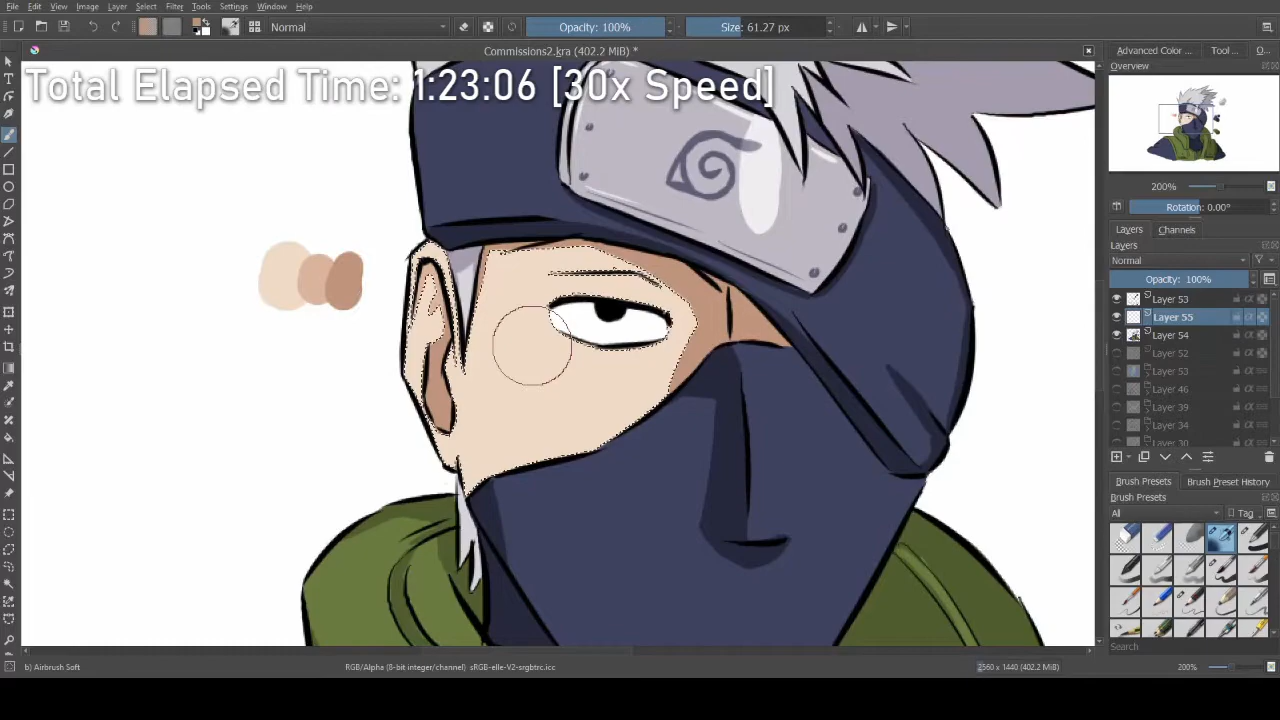 File Edit View Image Layer Select Filter Tools Settings Window Help
Normal
Opacity: 100%
Size: 61.27 px
Commissions2.kra (402.2 MiB) *
Total Elapsed Time: 1:23:06 [30x Speed]
Advanced Color ... Tool ... O...
Overview
200%
Rotation: 0.00°
Layers Channels
Layers
Normal
Opacity: 100%
Layer 53
Layer 55
Layer 54
Layer 52
Layer 53
Layer 46
Layer 39
Layer 34
Layer 30
Brush Presets Brush Preset History
Brush Presets
All Tag
Search
b) Airbrush Soft
RGB/Alpha (8-bit integer/channel) sRGB-elle-V2-srgbtrc.icc
2560 x 1440 (402.2 MiB)
200%